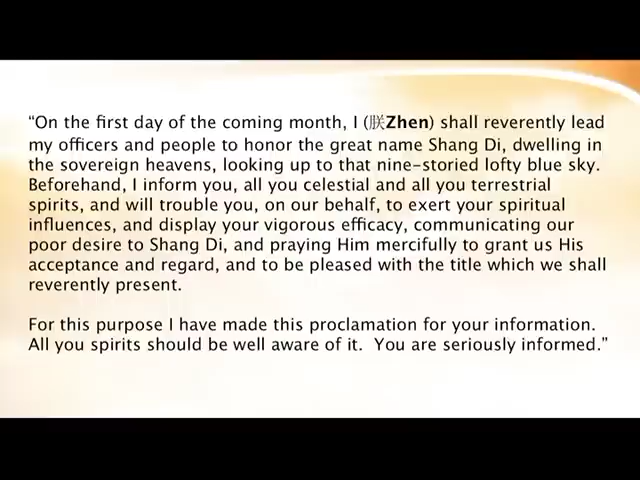 “On the first day of the coming month, I (朕Zhen) shall reverently lead
my officers and people to honor the great name Shang Di, dwelling in
the sovereign heavens, looking up to that nine-storied lofty blue sky.
Beforehand, I inform you, all you celestial and all you terrestrial
spirits, and will trouble you, on our behalf, to exert your spiritual
influences, and display your vigorous efficacy, communicating our
poor desire to Shang Di, and praying Him mercifully to grant us His
acceptance and regard, and to be pleased with the title which we shall
reverently present.
For this purpose I have made this proclamation for your information.
All you spirits should be well aware of it.  You are seriously informed.”